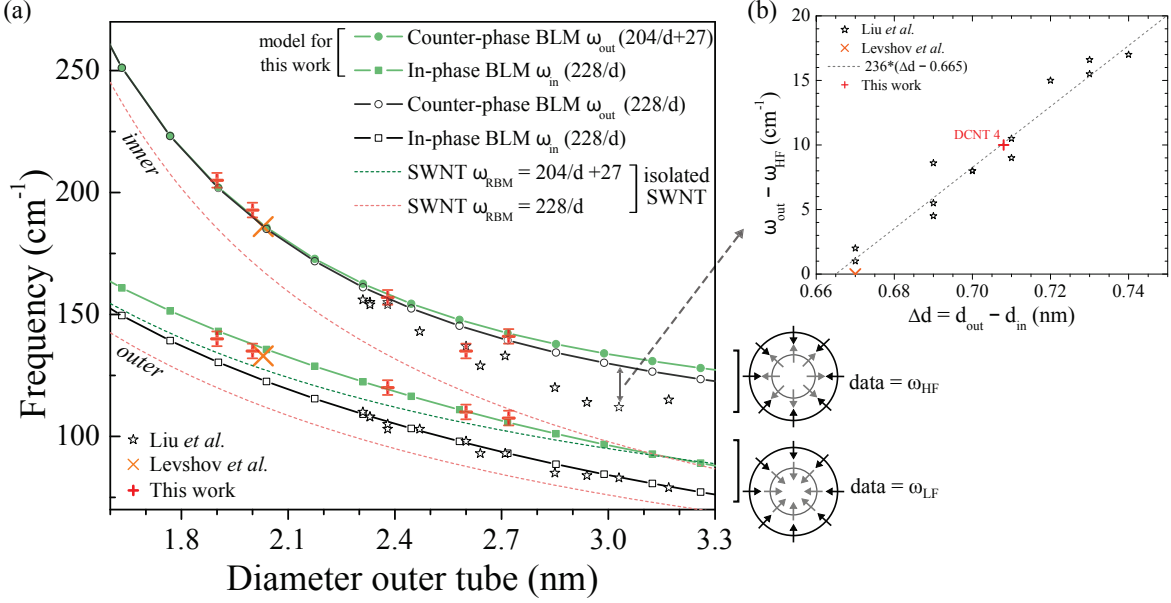 (a)
model for
this work
Counter-phase BLM ω_out (204/d+27)
In-phase BLM ω_in (228/d)
Counter-phase BLM ω_out (228/d)
In-phase BLM ω_in (228/d)
SWNT ω_RBM = 204/d +27
SWNT ω_RBM = 228/d
isolated
SWNT
inner
outer
Liu et al.
Levshov et al.
This work
Frequency (cm⁻¹)
250
200
150
100
1.8 2.1 2.4 2.7 3.0 3.3
Diameter outer tube (nm)
(b)
Liu et al.
Levshov et al.
236*(Δd − 0.665)
This work
DCNT 4
ω_out − ω_HF (cm⁻¹)
20
15
10
5
0
0.66 0.68 0.70 0.72 0.74
Δd = d_out − d_in (nm)
data = ω_HF
data = ω_LF